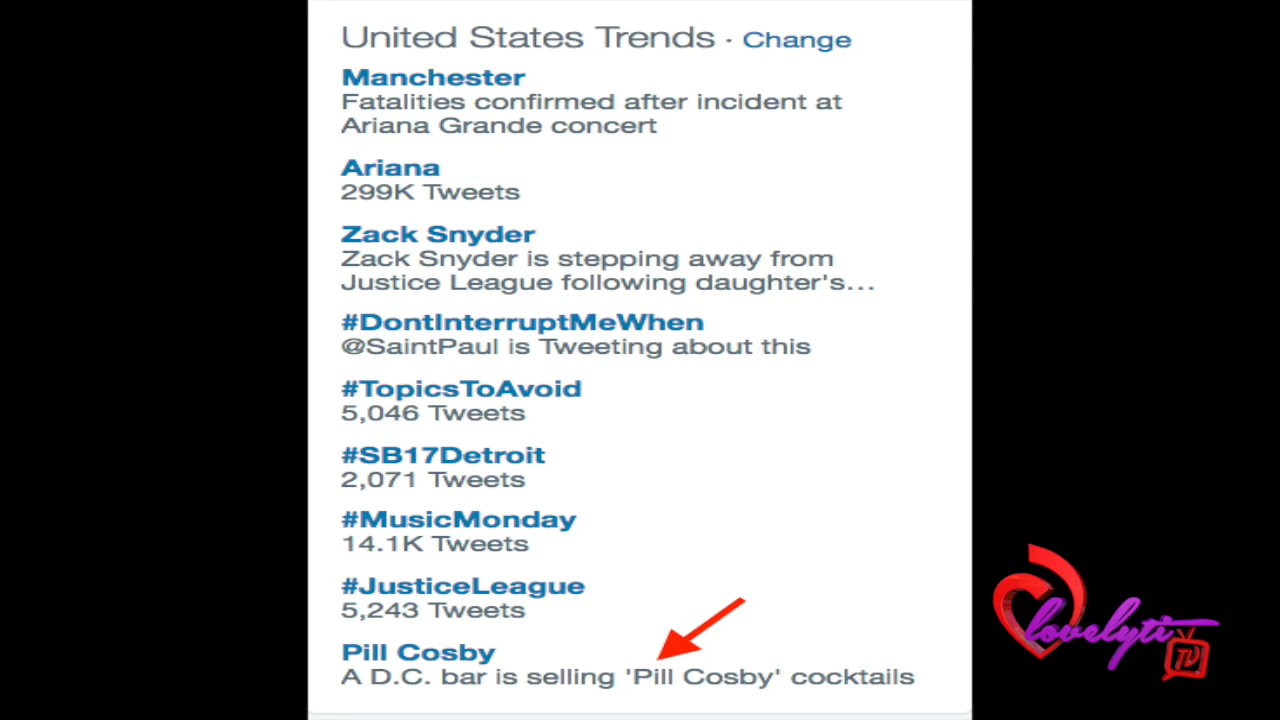 United States Trends · Change
Manchester
Fatalities confirmed after incident at
Ariana Grande concert
Ariana
299K Tweets
Zack Snyder
Zack Snyder is stepping away from
Justice League following daughter's...
#DontInterruptMeWhen
@SaintPaul is Tweeting about this
#TopicsToAvoid
5,046 Tweets
#SB17Detroit
2,071 Tweets
#MusicMonday
14.1K Tweets
#JusticeLeague
5,243 Tweets
Pill Cosby
A D.C. bar is selling 'Pill Cosby' cocktails
lovelyti
TV